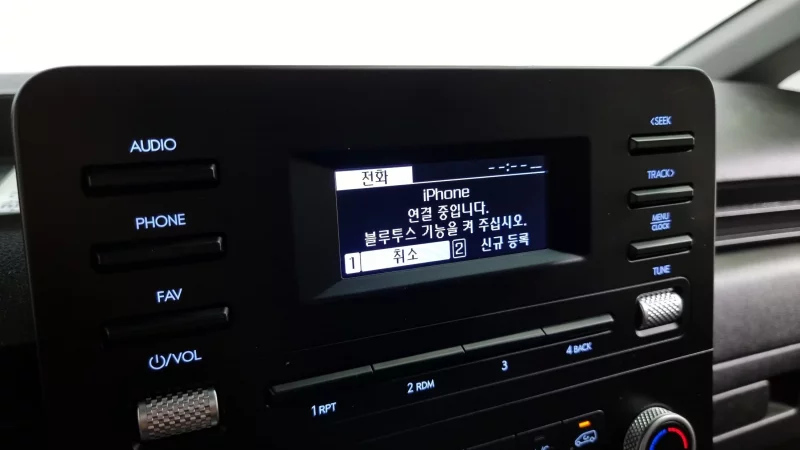 AUDIO
PHONE
FAV
/VOL
전화 --:-- --
iPhone
연결 중입니다.
블루투스 기능을 켜 주십시오.
1 취소 2 신규 등록
<SEEK
TRACK>
MENU
CLOCK
TUNE
1 RPT
2 RDM
3
4 BACK